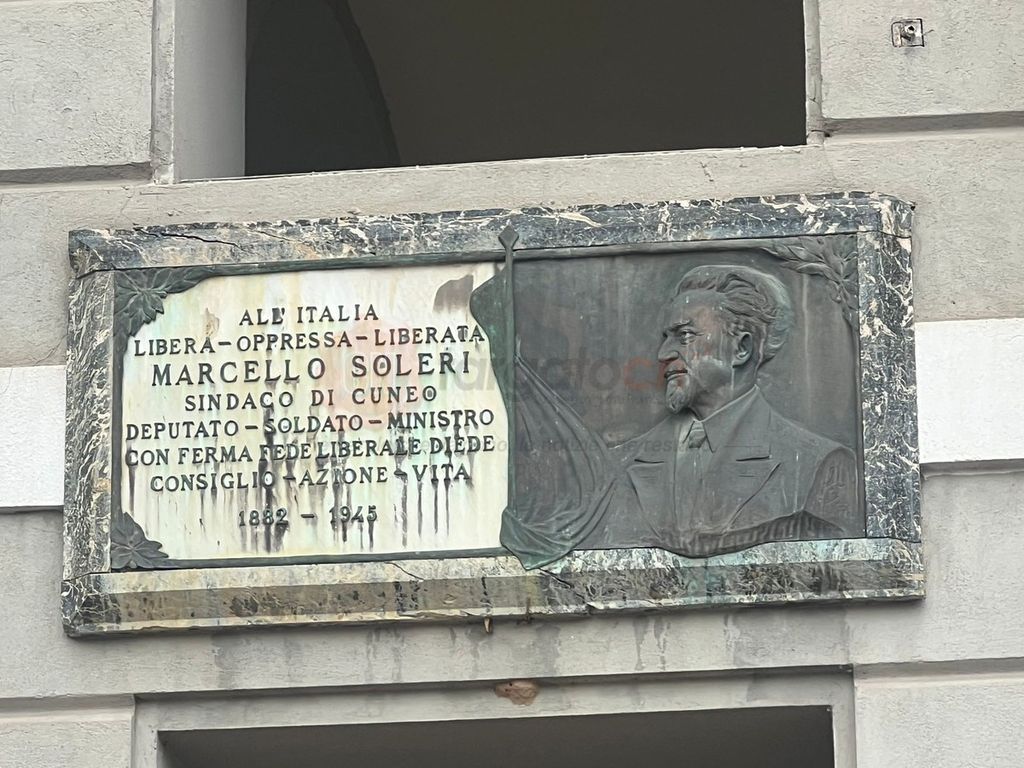 ALL' ITALIA
LIBERA-OPPRESSA-LIBERATA
MARCELLO SOLERI
SINDACO DI CUNEO
DEPUTATO-SOLDATO-MINISTRO
CON FERMA FEDE LIBERALE DIEDE
CONSIGLIO-AZIONE-VITA
1882 - 1945
targatocn